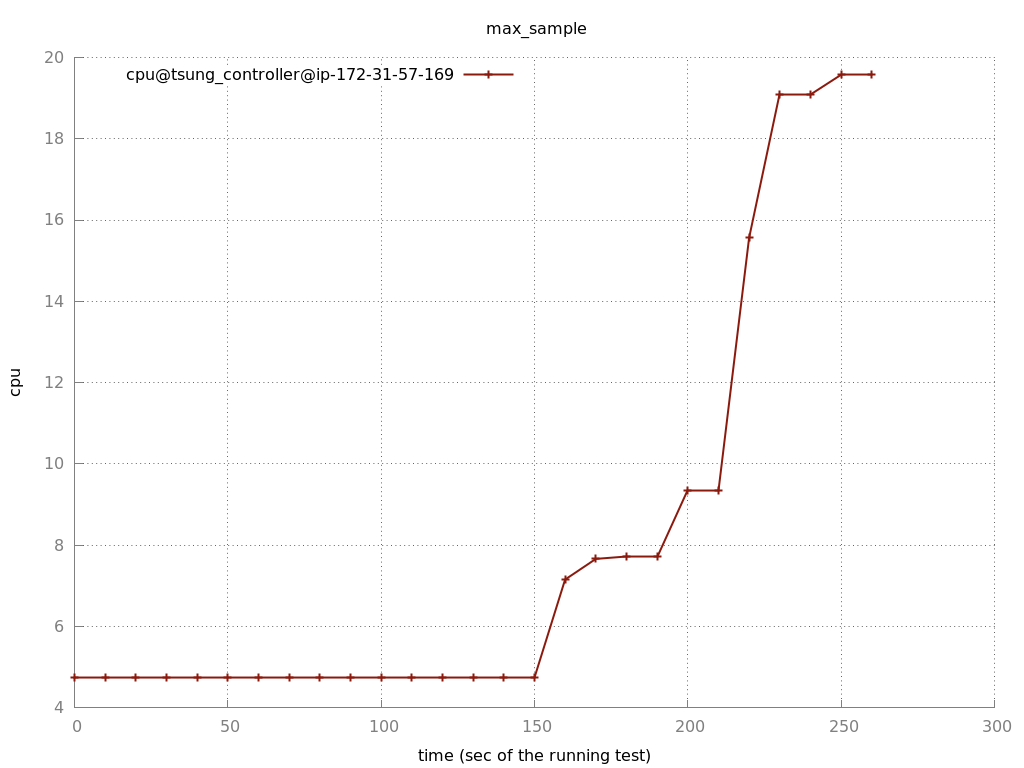 max_sample
cpu@tsung_controller@ip-172-31-57-169
20
18
16
14
12
10
8
6
4
cpu
0 50 100 150 200 250 300
time (sec of the running test)